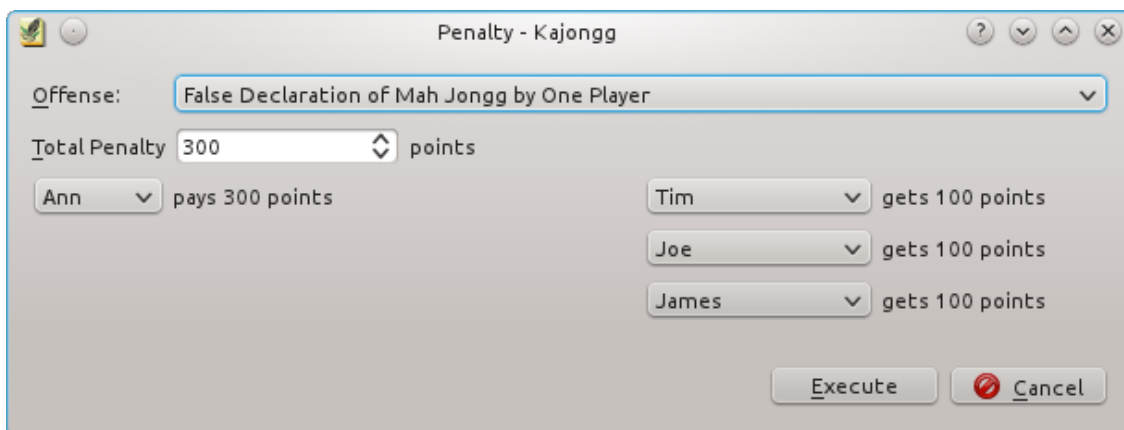 Penalty - Kajongg
Offense: False Declaration of Mah Jongg by One Player
Total Penalty 300 points
Ann pays 300 points Tim gets 100 points
Joe gets 100 points
James gets 100 points
Execute Cancel